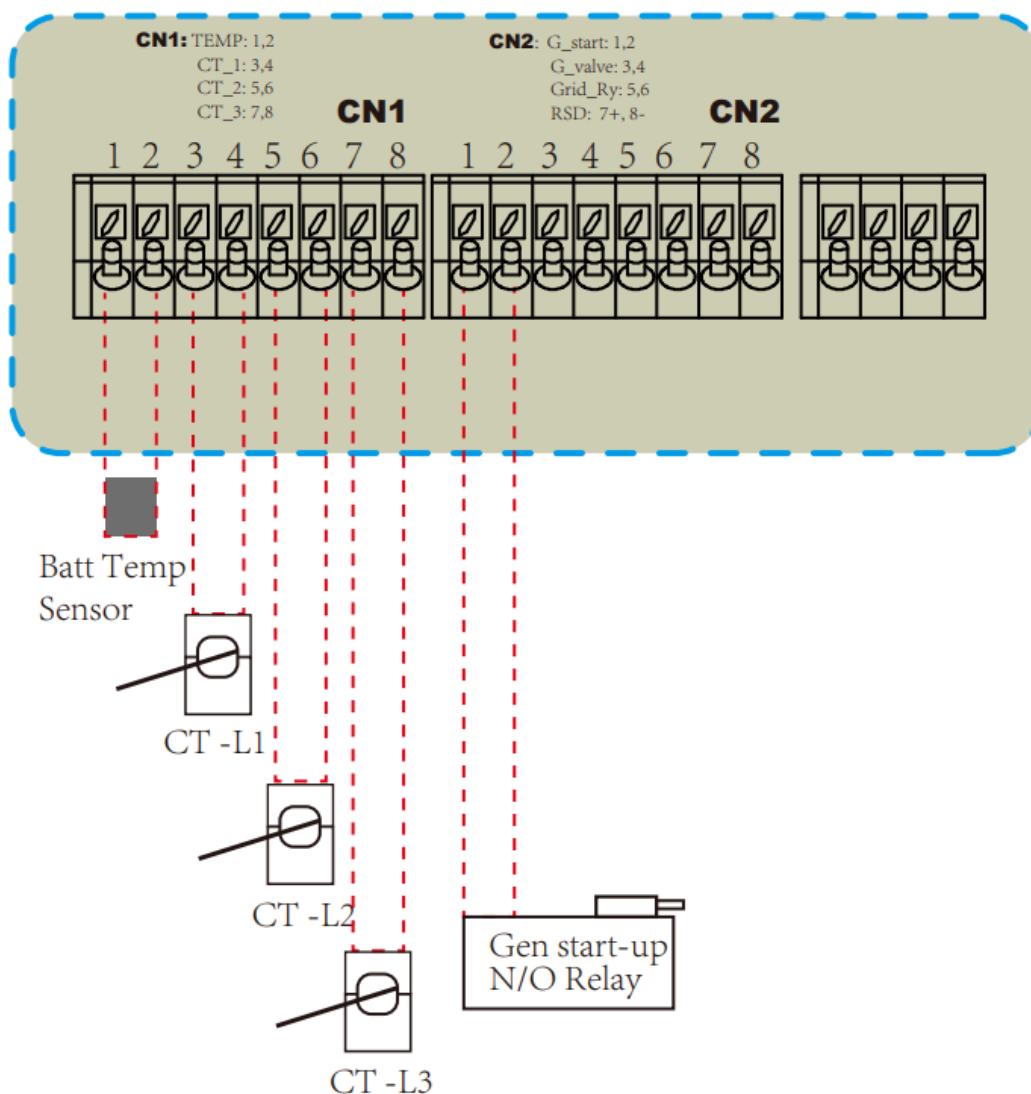 CN1: TEMP: 1,2
CT_1: 3,4
CT_2: 5,6
CT_3: 7,8
CN1
CN2: G_start: 1,2
G_valve: 3,4
Grid_Ry: 5,6
RSD: 7+, 8-
CN2
1 2 3 4 5 6 7 8
1 2 3 4 5 6 7 8
Batt Temp
Sensor
CT -L1
CT -L2
CT -L3
Gen start-up
N/O Relay